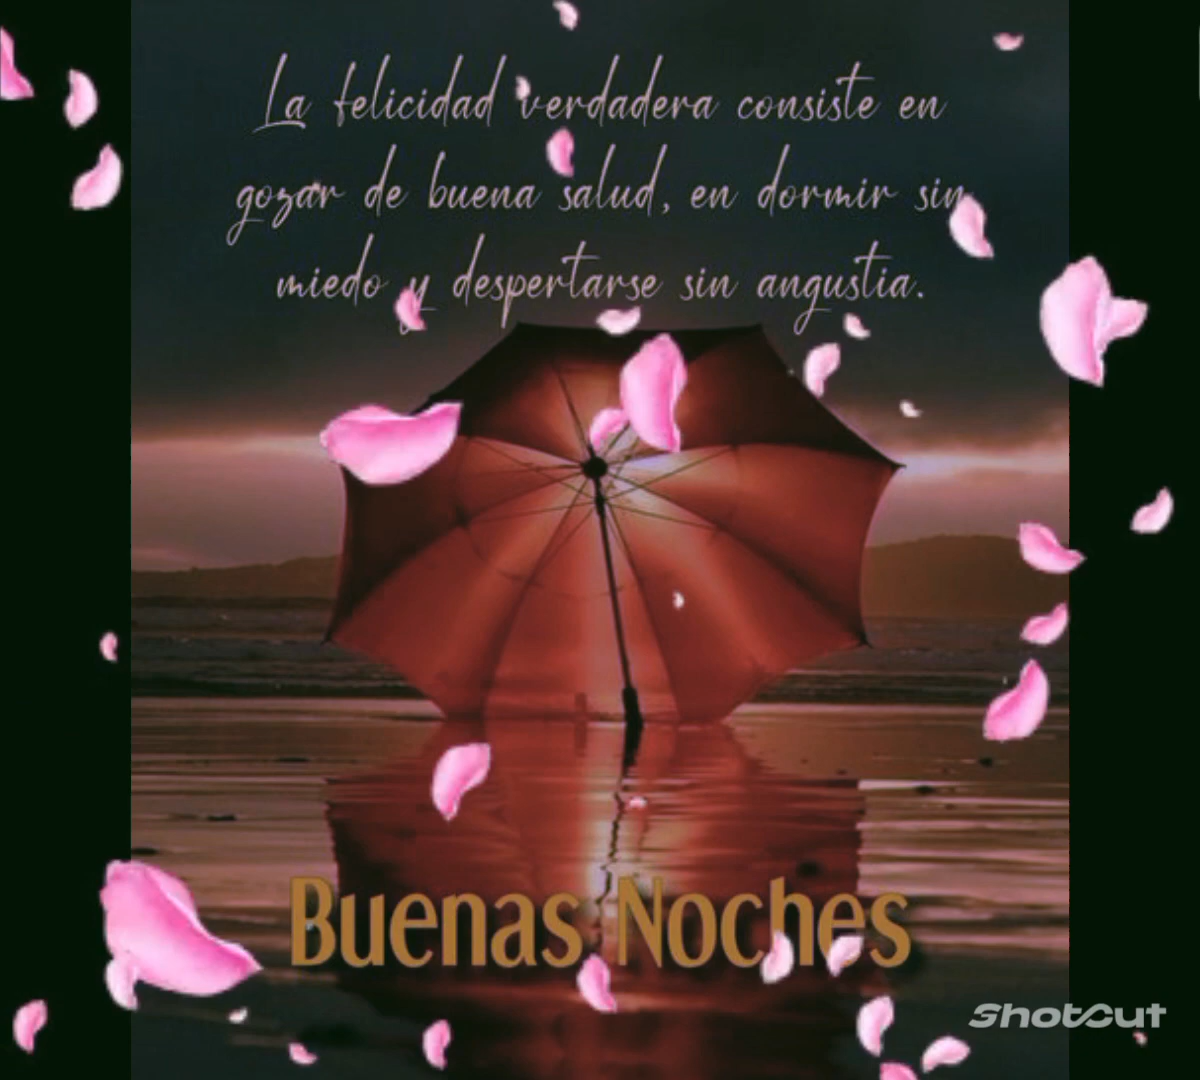 La felicidad verdadera consiste en
gozar de buena salud, en dormir sin
miedo y despertarse sin angustia.
Buenas Noches
ShotCut